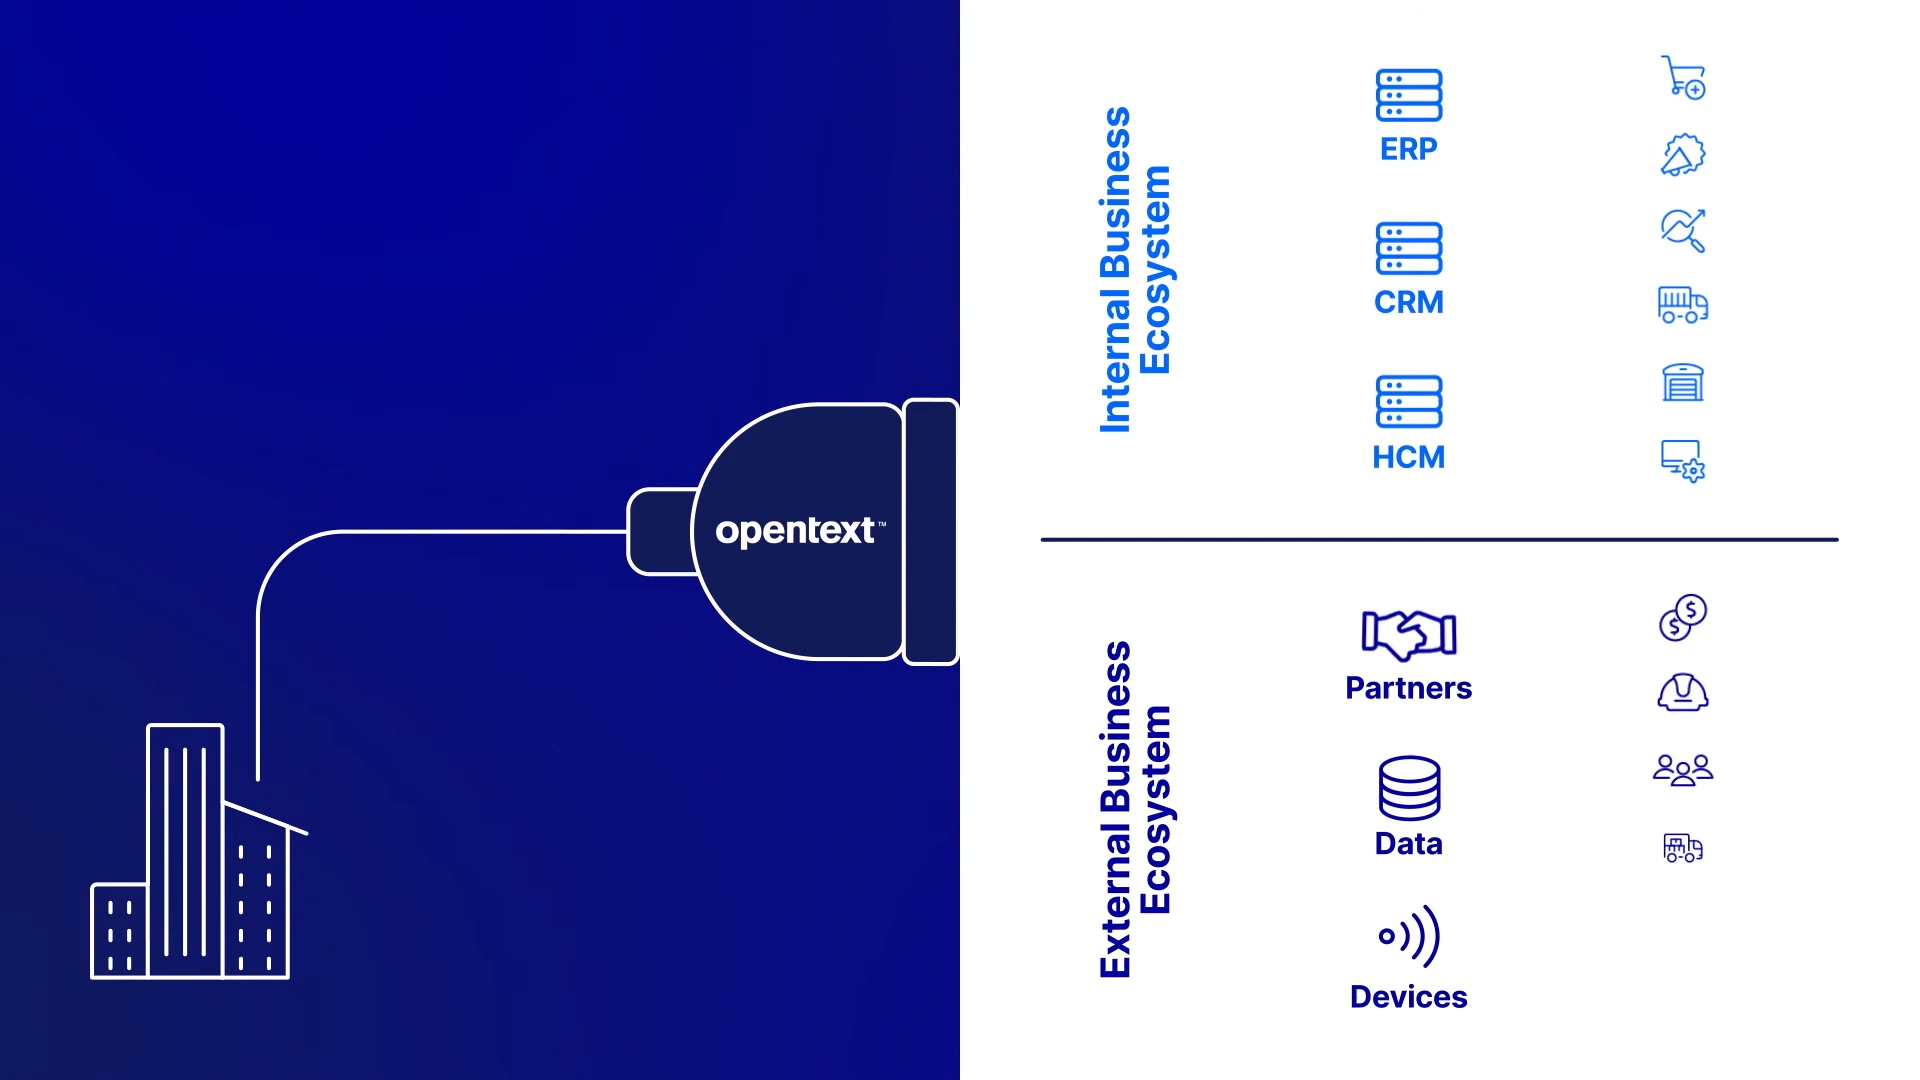 opentext™
Internal Business
Ecosystem
ERP
CRM
HCM
External Business
Ecosystem
Partners
Data
Devices